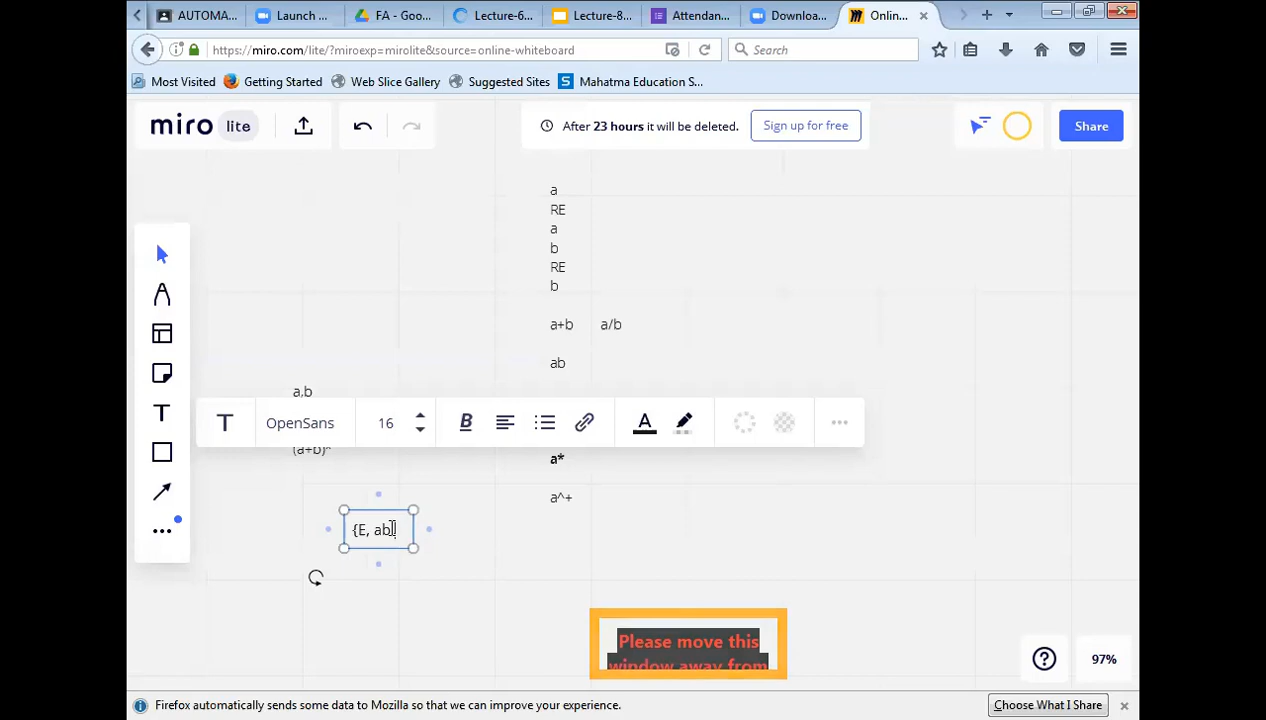 AUTOMA...
Launch ...
FA - Goo...
Lecture-6...
Lecture-8...
Attendan...
Downloa...
Onlin...
https://miro.com/lite/?miroexp=mirolite&source=online-whiteboard
Search
Most Visited
Getting Started
Web Slice Gallery
Suggested Sites
Mahatma Education S...
miro lite
After 23 hours it will be deleted.
Sign up for free
Share
a
RE
a
b
RE
b
a+b a/b
ab
a,b
T
OpenSans
16
B
A
(a+b)*
a*
a^+
{E, ab
T
Please move this
window away from
97%
Firefox automatically sends some data to Mozilla so that we can improve your experience.
Choose What I Share